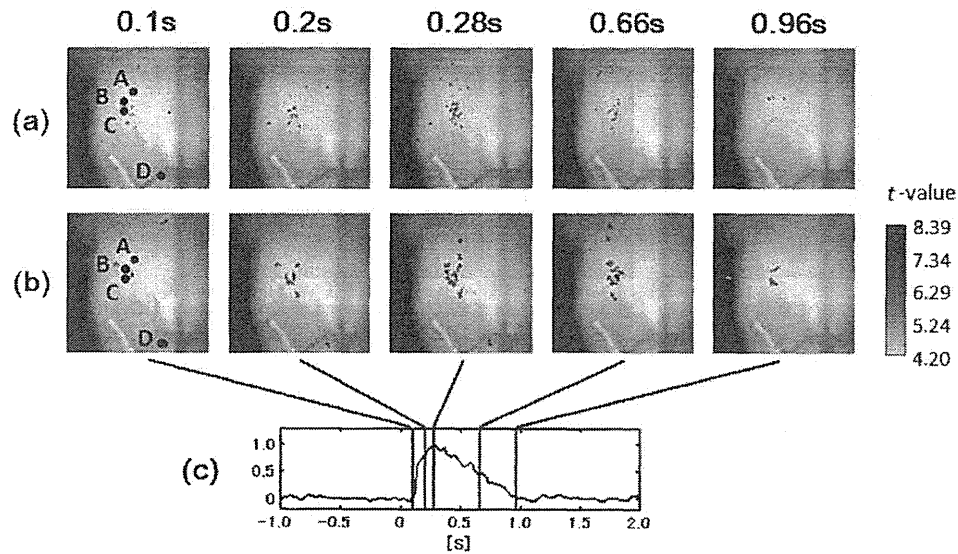 0.1s 0.2s 0.28s 0.66s 0.96s
(a)
A
B
C
D
(b)
A
B
C
D
t-value
8.39
7.34
6.29
5.24
4.20
(c)
1.0
0.5
0
-1.0 -0.5 0 0.5 1.0 1.5 2.0
[s]